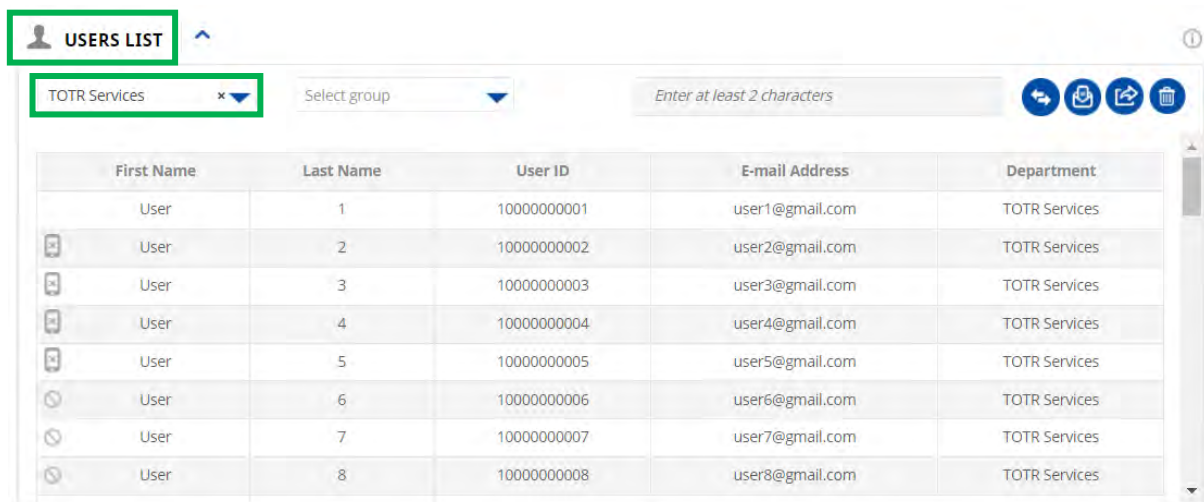 USERS LIST
TOTR Services × Select group Enter at least 2 characters
First Name Last Name User ID E-mail Address Department
User 1 10000000001 user1@gmail.com TOTR Services
User 2 10000000002 user2@gmail.com TOTR Services
User 3 10000000003 user3@gmail.com TOTR Services
User 4 10000000004 user4@gmail.com TOTR Services
User 5 10000000005 user5@gmail.com TOTR Services
User 6 10000000006 user6@gmail.com TOTR Services
User 7 10000000007 user7@gmail.com TOTR Services
User 8 10000000008 user8@gmail.com TOTR Services